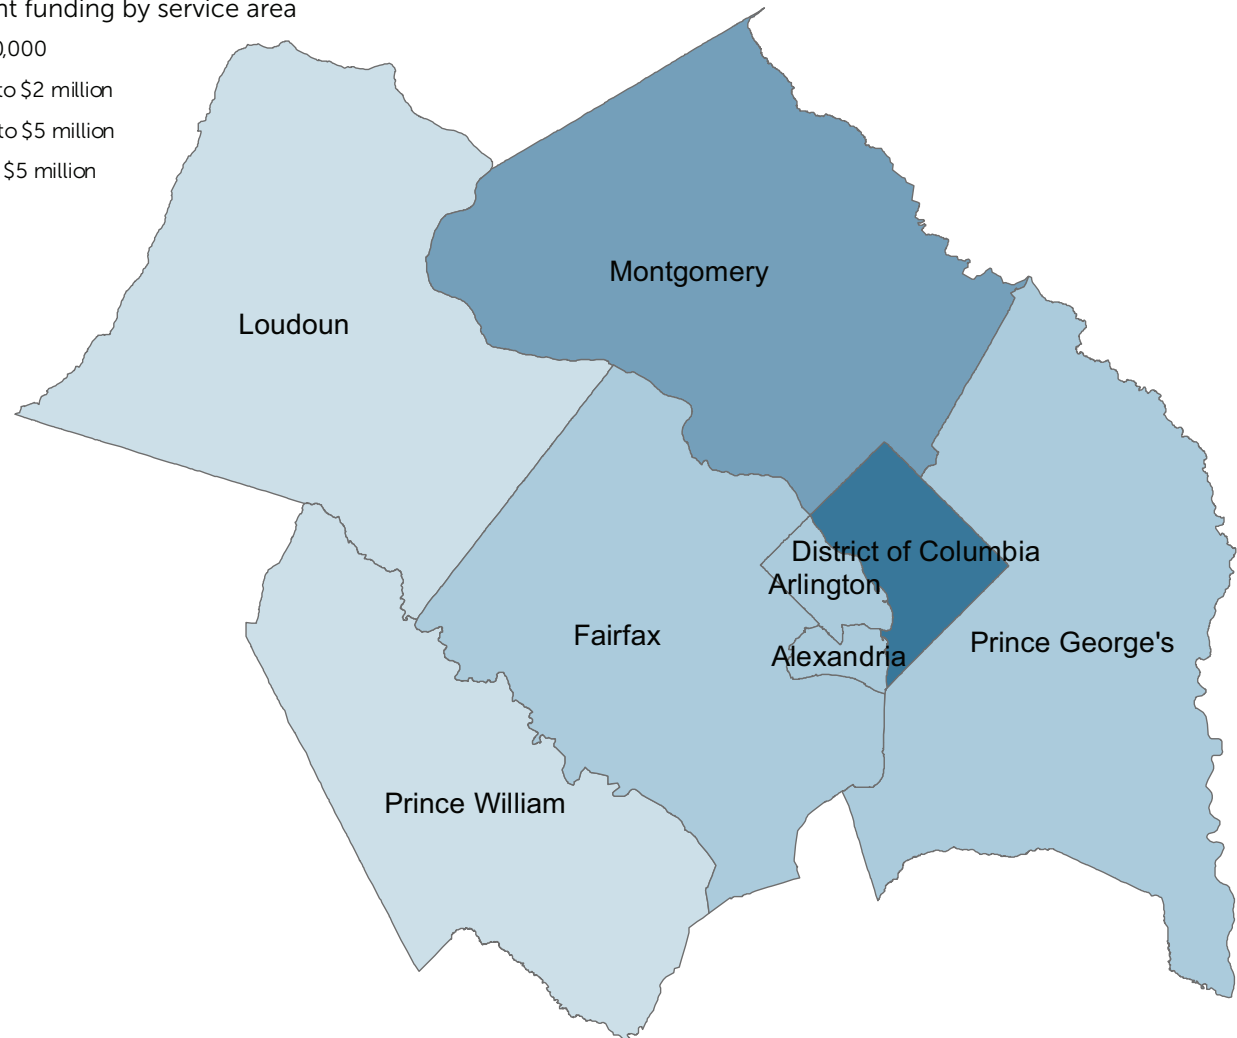 nt funding by service area
0,000
to $2 million
to $5 million
$5 million
Montgomery
Loudoun
District of Columbia
Arlington
Fairfax
Prince George's
Alexandria
Prince William